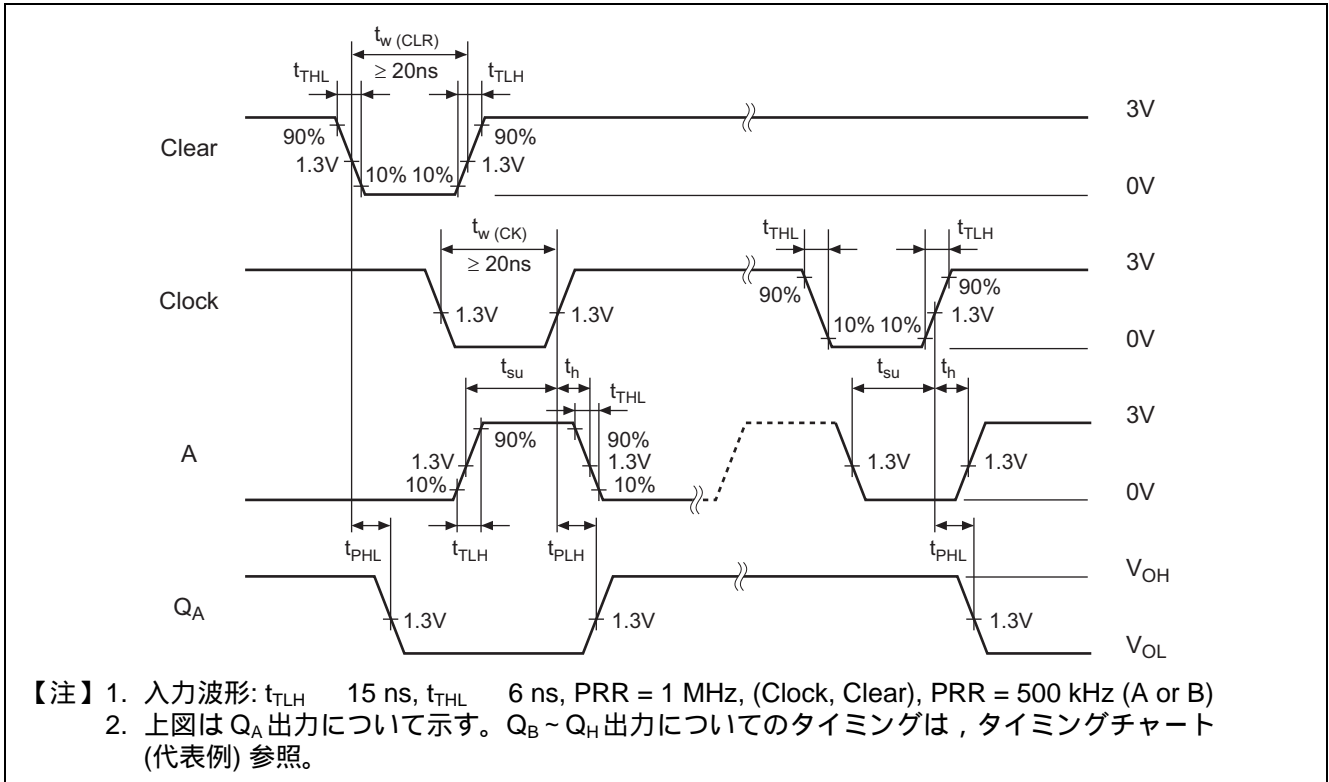 tw (CLR)
tTHL ≥ 20ns tTLH
3V
90% 90%
Clear 1.3V 1.3V
10% 10%
0V
tw (CK) tTHL tTLH
≥ 20ns
3V
90% 90%
Clock 1.3V 1.3V 10% 10% 1.3V
0V
tsu th tsu th
tTHL
3V
90% 90%
A 1.3V 1.3V 1.3V 1.3V
10% 10%
0V
tPHL tTLH tPLH tPHL
VOH
QA
1.3V 1.3V 1.3V
VOL
【注】1. 入力波形: tTLH 15 ns, tTHL 6 ns, PRR = 1 MHz, (Clock, Clear), PRR = 500 kHz (A or B)
2. 上図は QA 出力について示す。QB ~ QH 出力についてのタイミングは , タイミングチャート
(代表例) 参照。